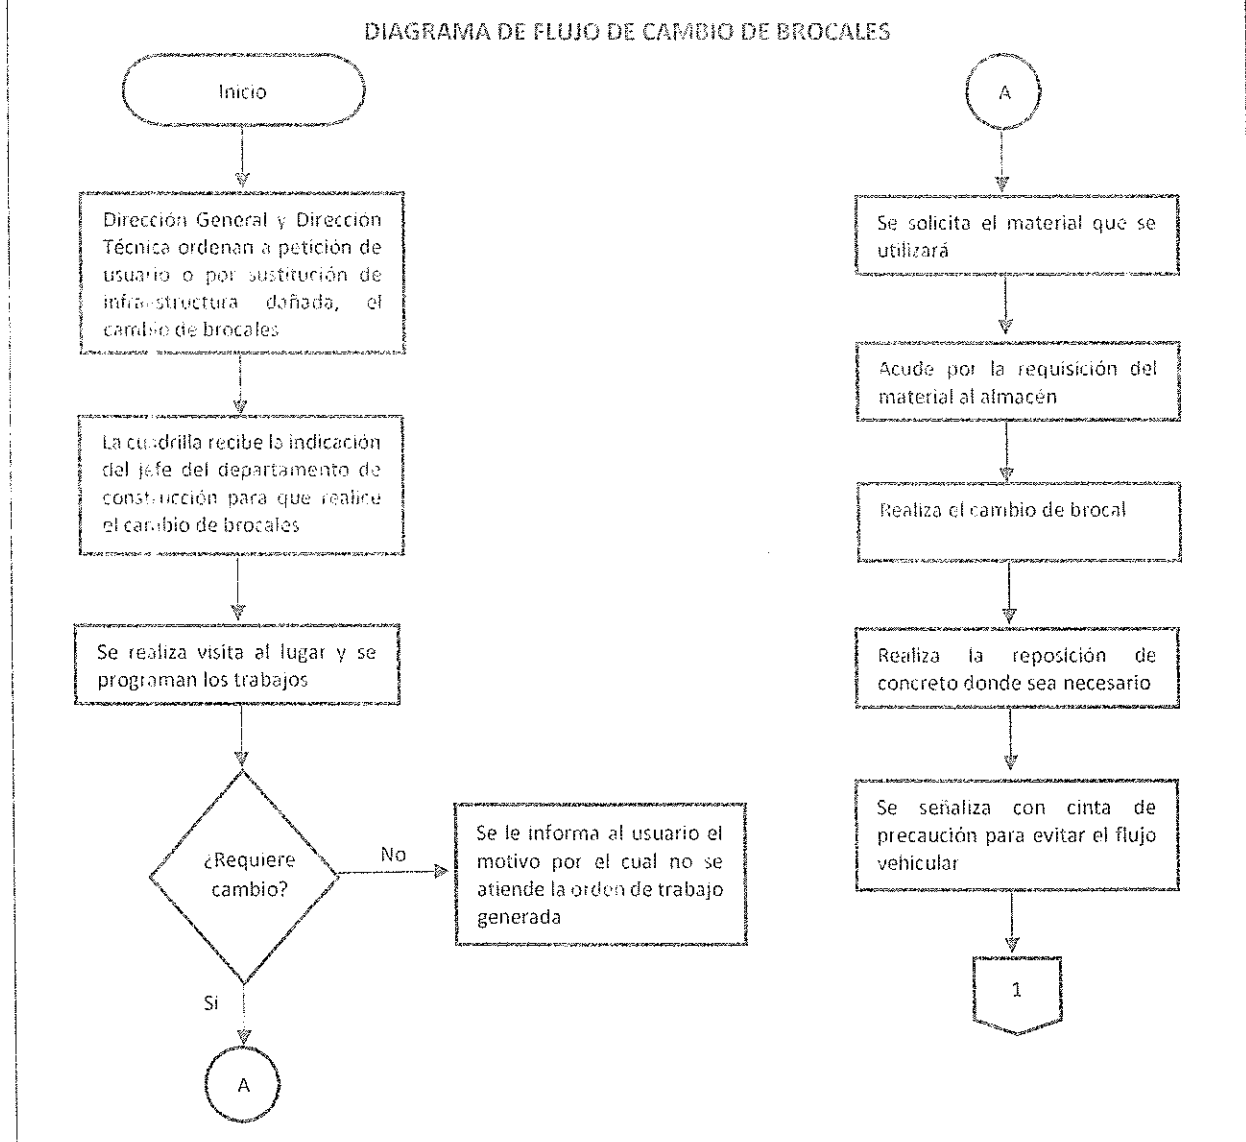 DIAGRAMA DE FLUJO DE CAMBIO DE BROCALES
Inicio
Dirección General y Dirección
Técnica ordenan a petición de
usuario o por sustitución de
infraestructura dañada, el
cambio de brocales
La cuadrilla recibe la indicación
del jefe del departamento de
construcción para que realice
el cambio de brocales
Se realiza visita al lugar y se
programan los trabajos
¿Requiere
cambio?
No
Se le informa al usuario el
motivo por el cual no se
atiende la orden de trabajo
generada
Si
A
A
Se solicita el material que se
utilizará
Acude por la requisición del
material al almacén
Realiza el cambio de brocal
Realiza la reposición de
concreto donde sea necesario
Se señaliza con cinta de
precaución para evitar el flujo
vehicular
1